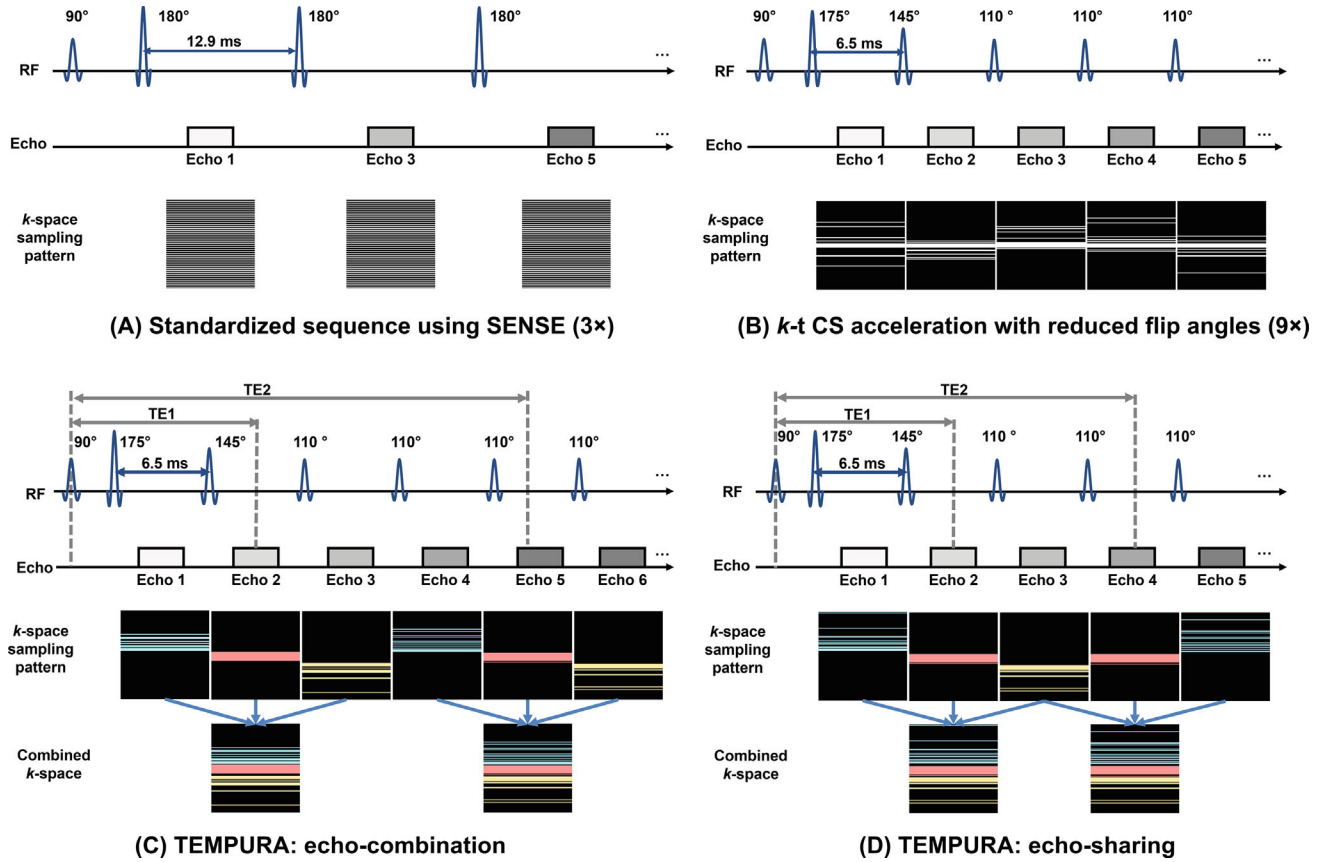 90° 180° 180° 180°
12.9 ms
...
RF
...
Echo
Echo 1 Echo 3 Echo 5
k-space
sampling
pattern
(A) Standardized sequence using SENSE (3×)
90° 175° 145° 110 ° 110° 110°
6.5 ms
...
RF
...
Echo
Echo 1 Echo 2 Echo 3 Echo 4 Echo 5
k-space
sampling
pattern
(B) k-t CS acceleration with reduced flip angles (9×)
TE2
TE1
90° 175° 145° 110 ° 110° 110° 110°
6.5 ms
...
RF
...
Echo
Echo 1 Echo 2 Echo 3 Echo 4 Echo 5 Echo 6
k-space
sampling
pattern
Combined
k-space
(C) TEMPURA: echo-combination
TE2
TE1
90° 175° 145° 110° 110° 110°
6.5 ms
...
RF
...
Echo
Echo 1 Echo 2 Echo 3 Echo 4 Echo 5
k-space
sampling
pattern
Combined
k-space
(D) TEMPURA: echo-sharing